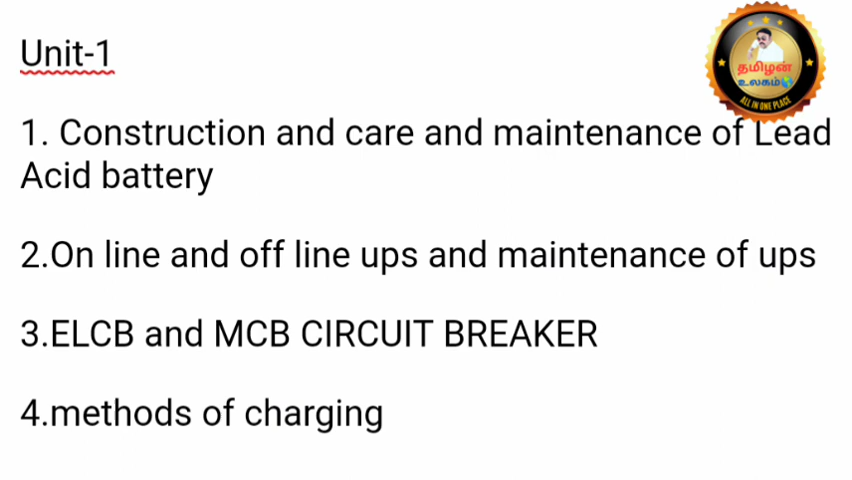 Unit-1
தமிழன்
உலகம்
ALL IN ONE PLACE
1. Construction and care and maintenance of Lead
Acid battery
2.On line and off line ups and maintenance of ups
3.ELCB and MCB CIRCUIT BREAKER
4.methods of charging